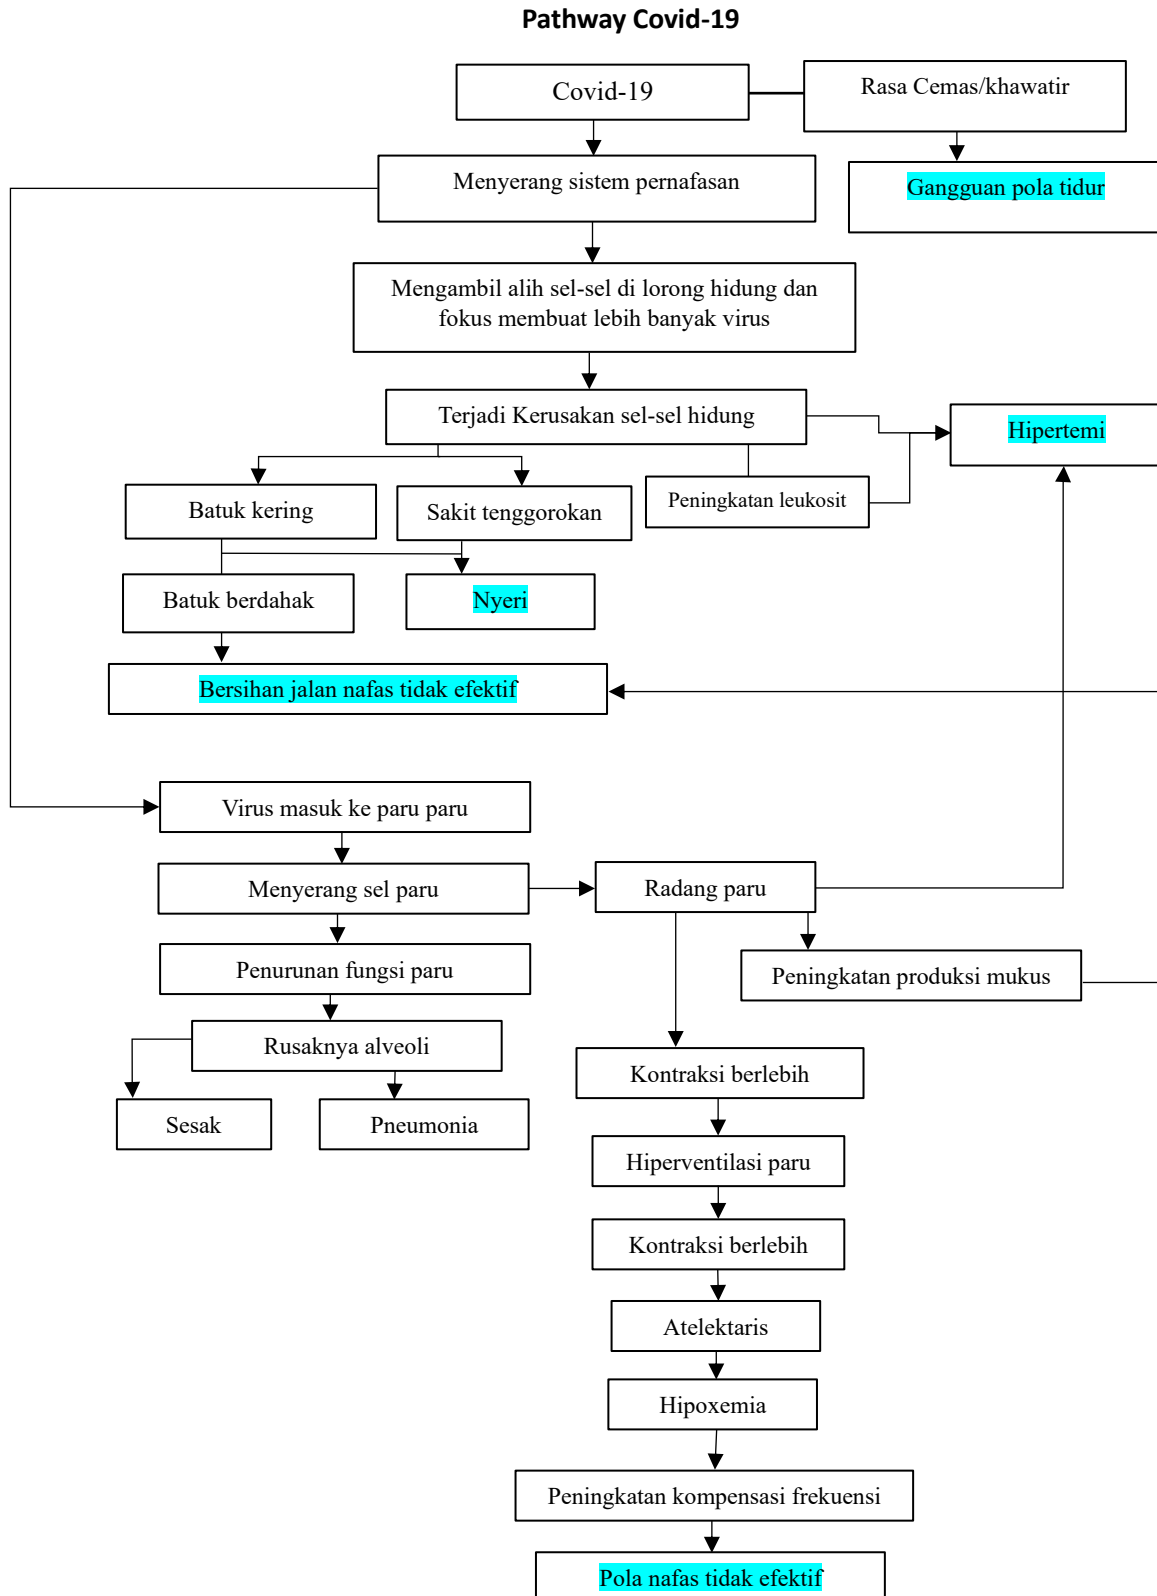 Pathway Covid-19
Covid-19
Rasa Cemas/khawatir
Menyerang sistem pernafasan
Gangguan pola tidur
Mengambil alih sel-sel di lorong hidung dan
fokus membuat lebih banyak virus
Terjadi Kerusakan sel-sel hidung
Hipertemi
Batuk kering
Sakit tenggorokan
Peningkatan leukosit
Batuk berdahak
Nyeri
Bersihan jalan nafas tidak efektif
Virus masuk ke paru paru
Menyerang sel paru
Radang paru
Penurunan fungsi paru
Peningkatan produksi mukus
Rusaknya alveoli
Kontraksi berlebih
Sesak
Pneumonia
Hiperventilasi paru
Kontraksi berlebih
Atelektaris
Hipoxemia
Peningkatan kompensasi frekuensi
Pola nafas tidak efektif